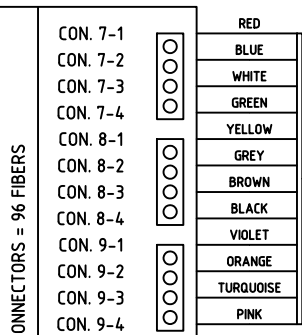 CON. 7-1
CON. 7-2
CON. 7-3
CON. 7-4
CON. 8-1
CON. 8-2
CON. 8-3
CON. 8-4
CON. 9-1
CON. 9-2
CON. 9-3
CON. 9-4
RED
BLUE
WHITE
GREEN
YELLOW
GREY
BROWN
BLACK
VIOLET
ORANGE
TURQUOISE
PINK
ONNECTORS = 96 FIBERS